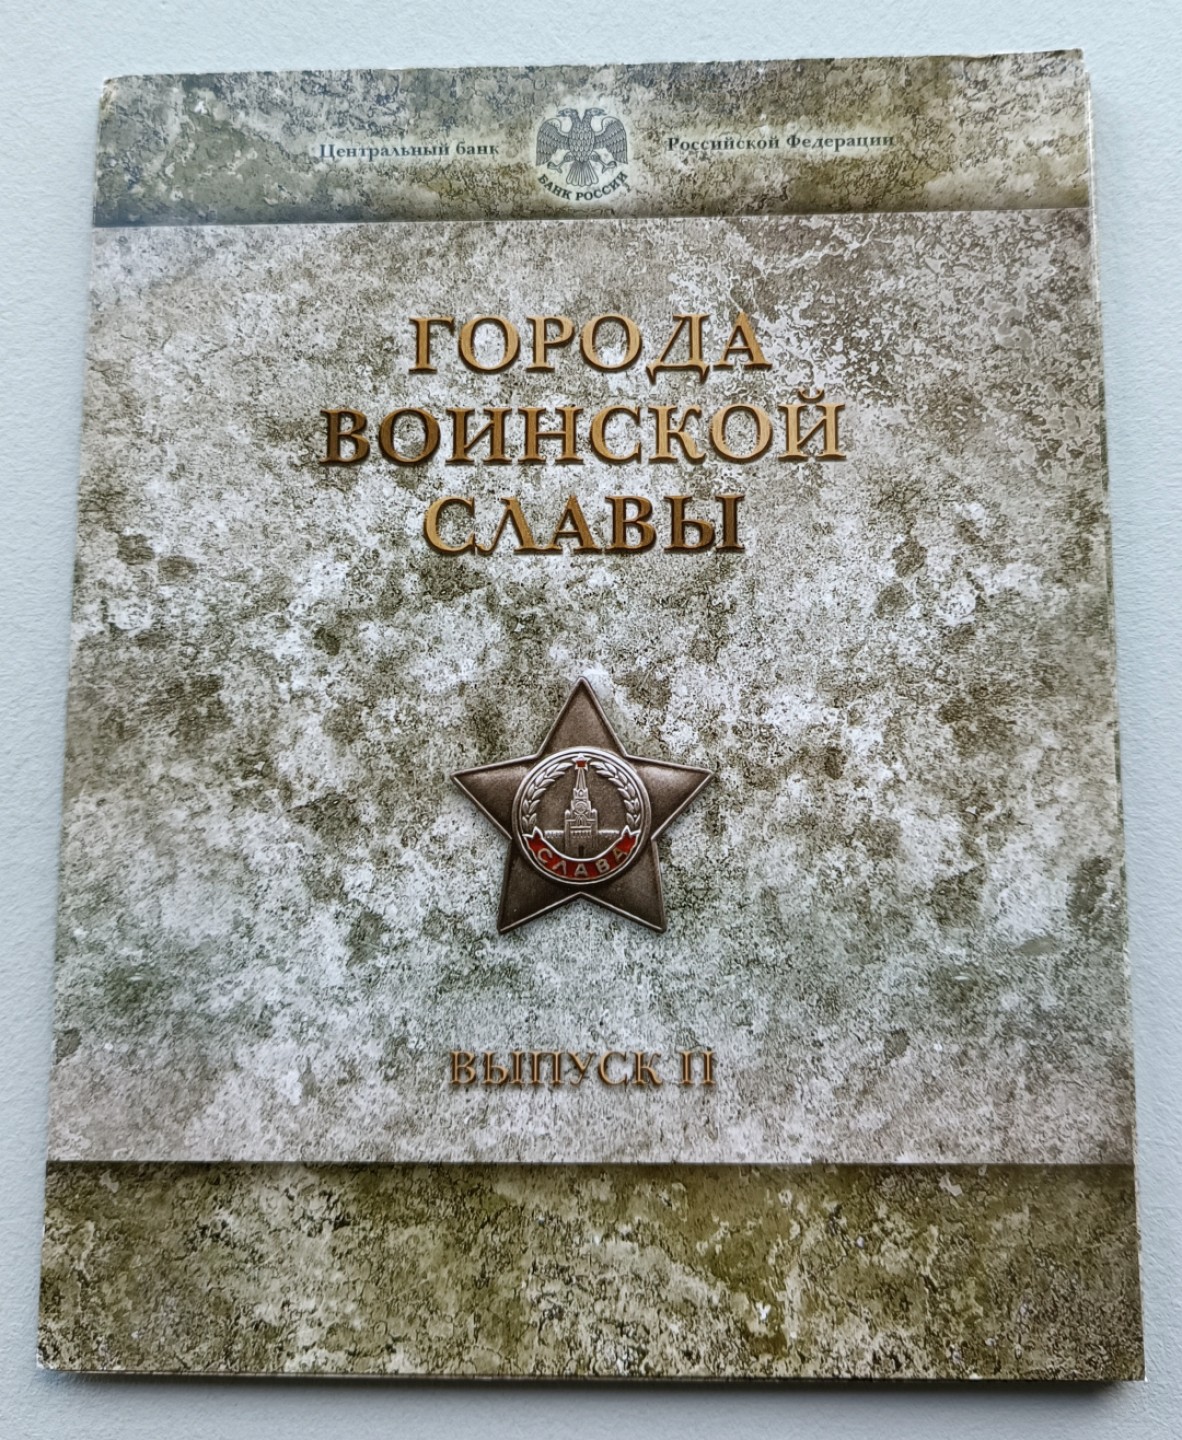 Центральный банк Российской Федерации
БАНК РОССИИ
ГОРОДА
ВОИНСКОЙ
СЛАВЫ
СЛАВА
ВЫПУСК II